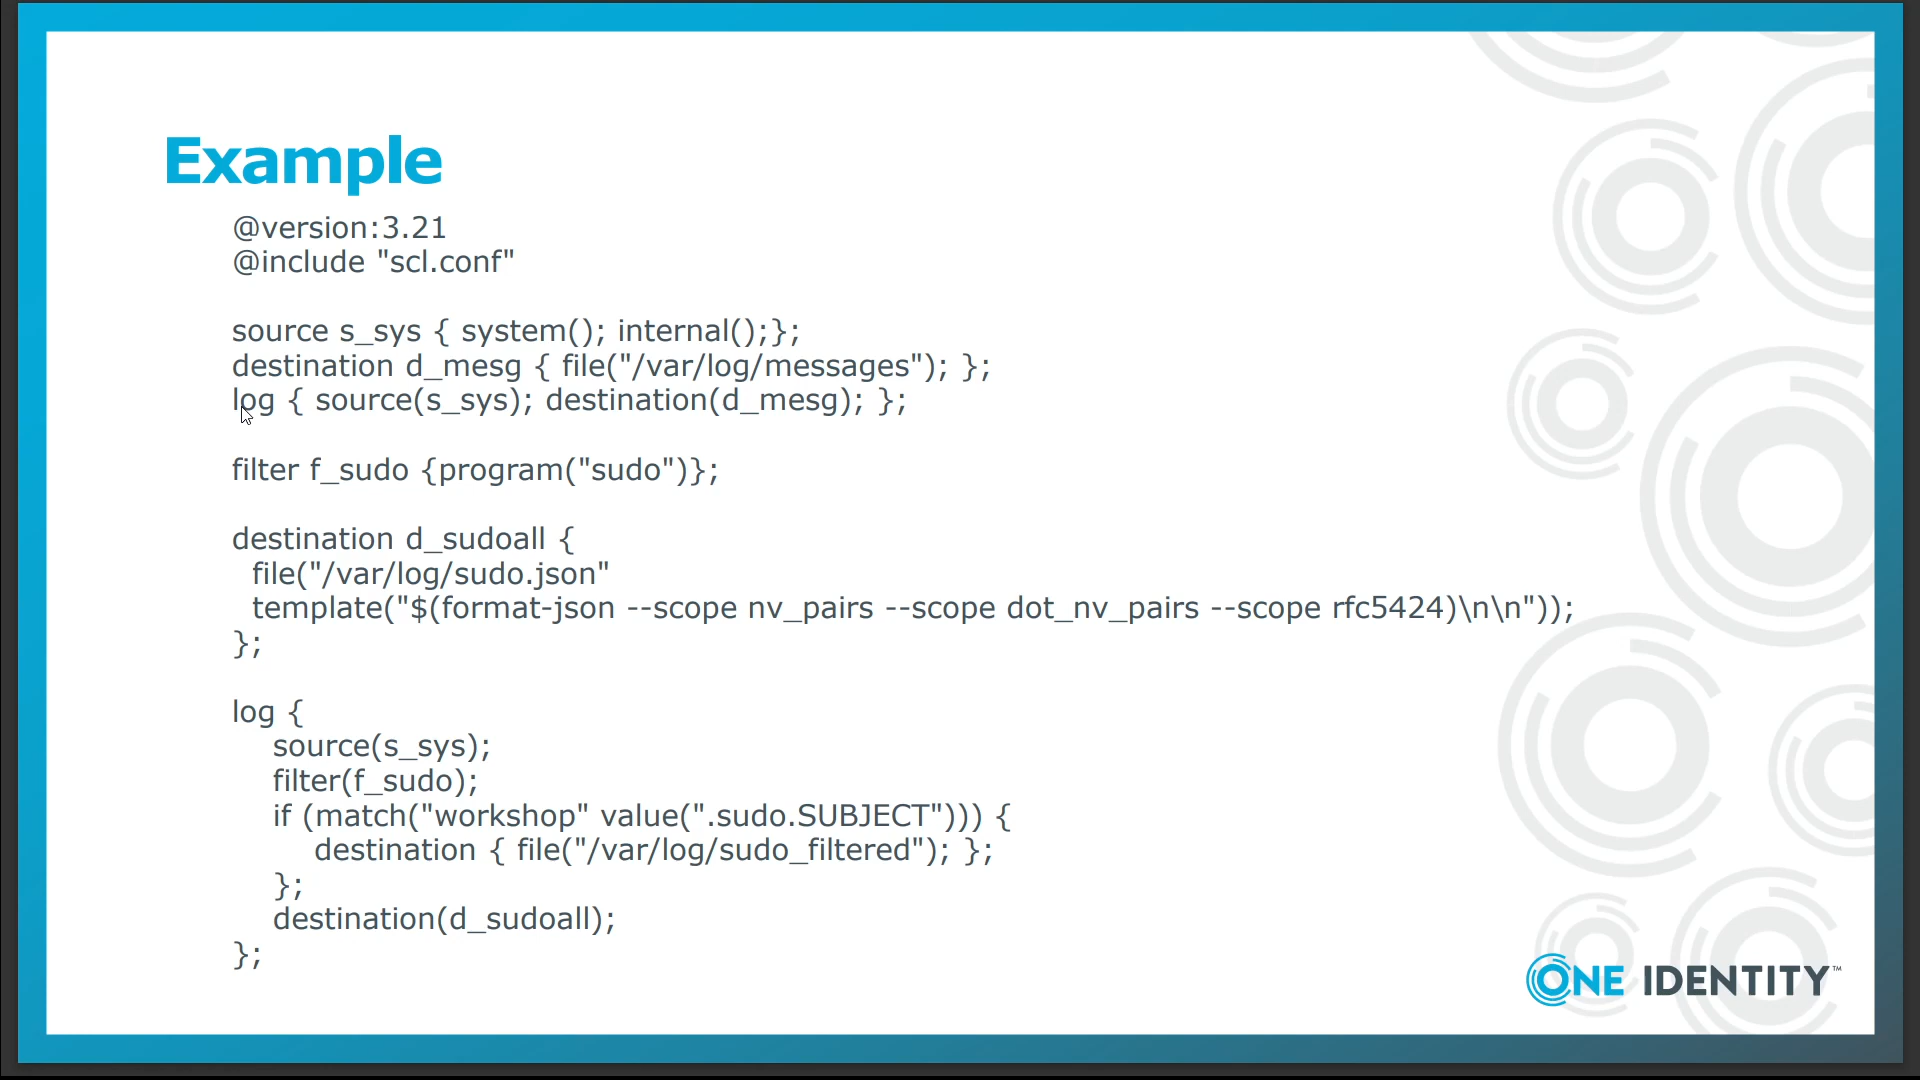 Example
@version:3.21
@include "scl.conf"
source s_sys { system(); internal();};
destination d_mesg { file("/var/log/messages"); };
log { source(s_sys); destination(d_mesg); };
filter f_sudo {program("sudo")};
destination d_sudoall {
file("/var/log/sudo.json"
template("$(format-json --scope nv_pairs --scope dot_nv_pairs --scope rfc5424)\n\n"));
};
log {
source(s_sys);
filter(f_sudo);
if (match("workshop" value(".sudo.SUBJECT"))) {
destination { file("/var/log/sudo_filtered"); };
};
destination(d_sudoall);
};
ONE IDENTITY™